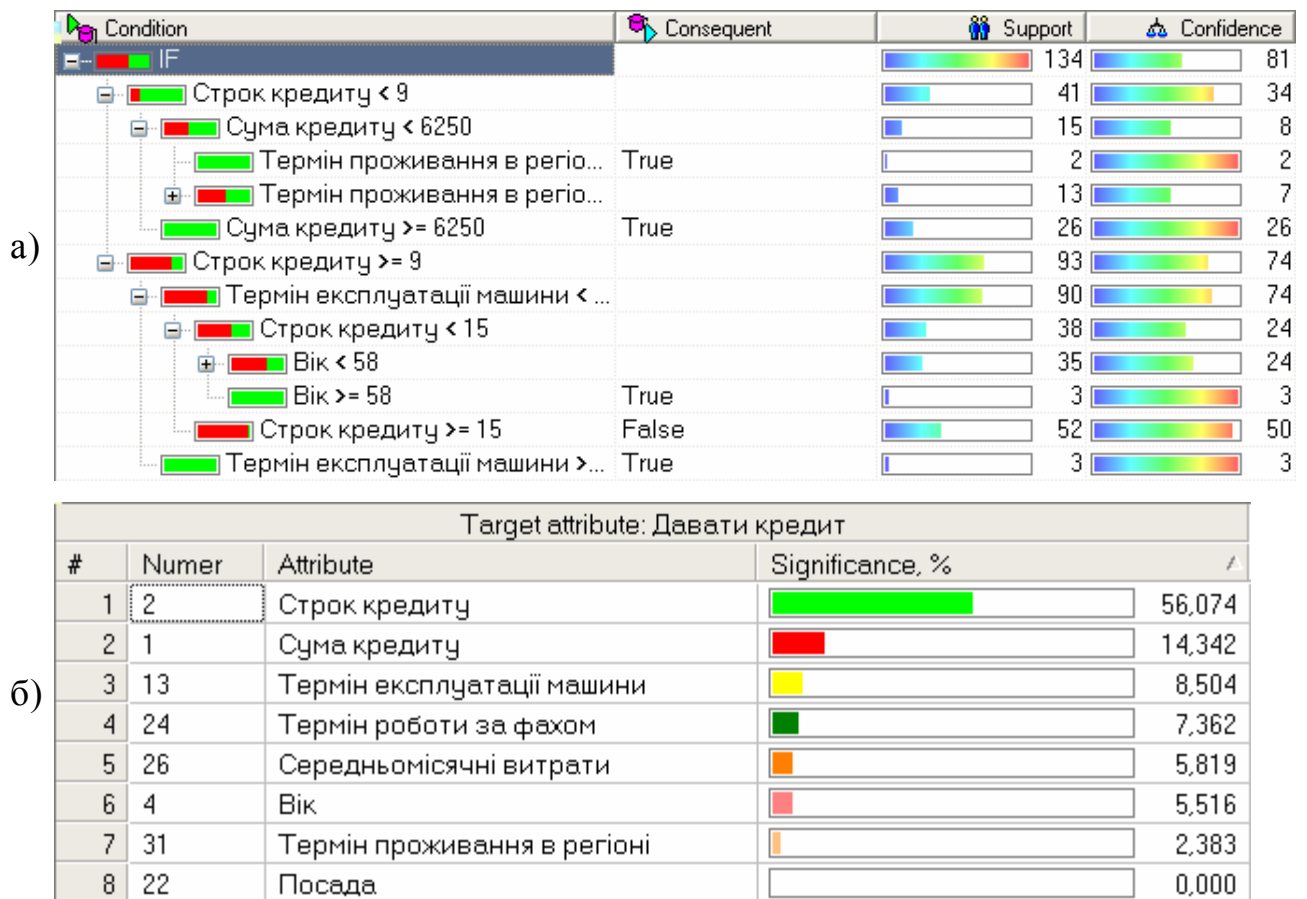 Condition Consequent Support Confidence
IF 134 81
Строк кредиту < 9 41 34
Сума кредиту < 6250 15 8
Термін проживання в регіо... True 2 2
Термін проживання в регіо... 13 7
Сума кредиту >= 6250 True 26 26
а)
Строк кредиту >= 9 93 74
Термін експлуатації машини < ... 90 74
Строк кредиту < 15 38 24
Вік < 58 35 24
Вік >= 58 True 3 3
Строк кредиту >= 15 False 52 50
Термін експлуатації машини >... True 3 3
Target attribute: Давати кредит
# Numer Attribute Significance, %
1 2 Строк кредиту 56,074
2 1 Сума кредиту 14,342
3 13 Термін експлуатації машини 8,504
б)
4 24 Термін роботи за фахом 7,362
5 26 Середньомісячні витрати 5,819
6 4 Вік 5,516
7 31 Термін проживання в регіоні 2,383
8 22 Посада 0,000